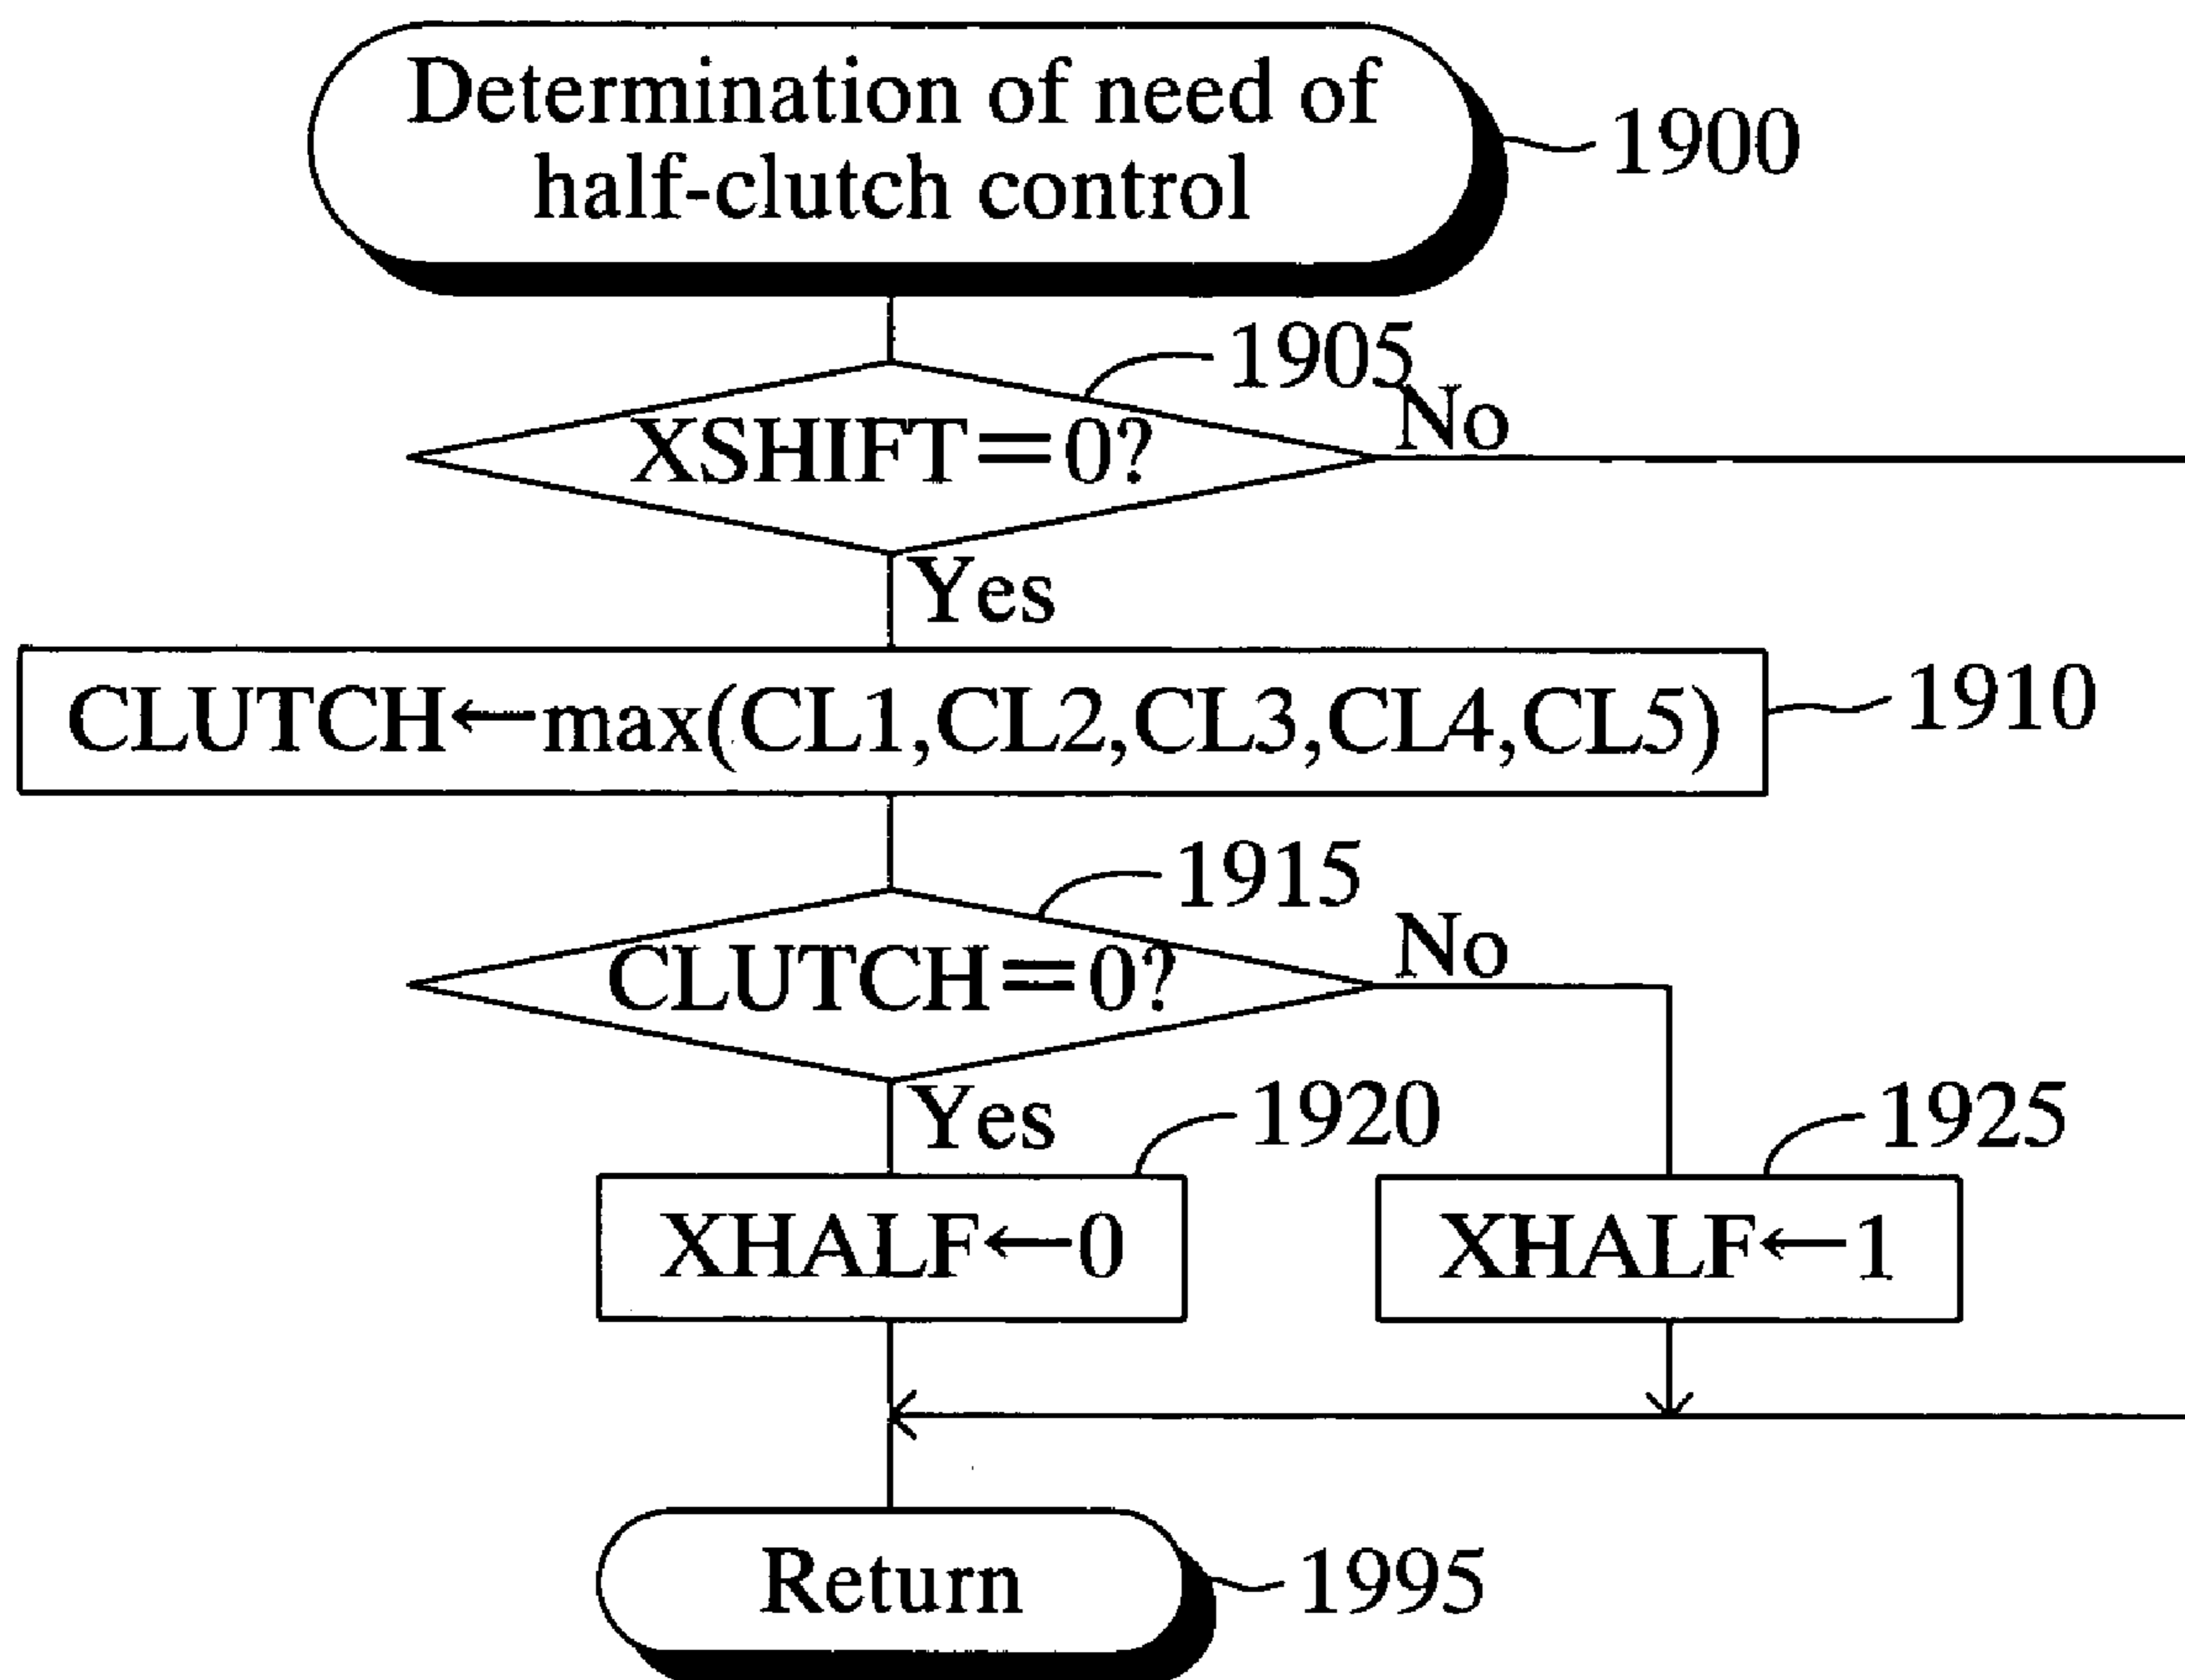 Determination of need of
half-clutch control
1900
1905
XSHIFT=0?
No
Yes
CLUTCH←max(CL1,CL2,CL3,CL4,CL5)
1910
1915
CLUTCH=0?
No
Yes
1920
1925
XHALF←0
XHALF←1
Return
1995